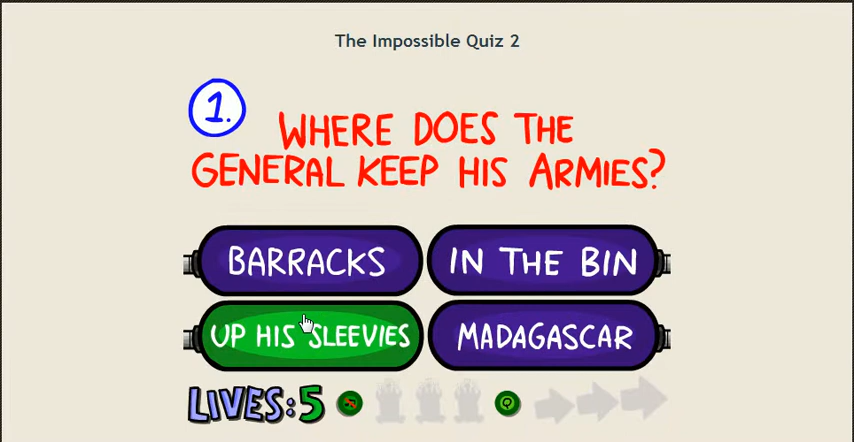 The Impossible Quiz 2
1.
WHERE DOES THE
GENERAL KEEP HIS ARMIES?
BARRACKS
IN THE BIN
UP HIS SLEEVIES
MADAGASCAR
LIVES:5